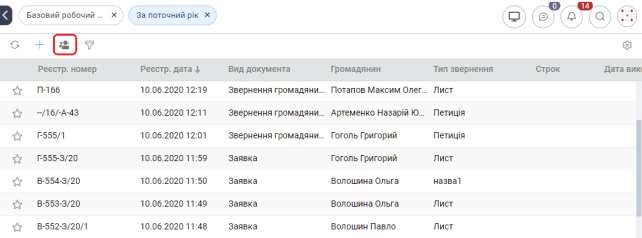 Базовий робочий ... За поточний рік 0 14
Реєстр. номер Реєстр. дата Вид документа Громадянин Тип звернення Строк Дата вик
П-166 10.06.2020 12:19 Звернення громадяни... Потапов Максим Олег... Лист
--/16/-А-43 10.06.2020 12:11 Звернення громадяни... Артеменко Назарій Ю... Петиція
Г-555/1 10.06.2020 12:01 Звернення громадяни... Гоголь Григорий Петиція
Г-555-З/20 10.06.2020 11:59 Заявка Гоголь Григорий Лист
В-554-З/20 10.06.2020 11:50 Заявка Волошина Ольга назва1
В-553-З/20 10.06.2020 11:49 Заявка Волошина Ольга Лист
В-552-З/20/1 10.06.2020 11:48 Заявка Волошин Павло Лист